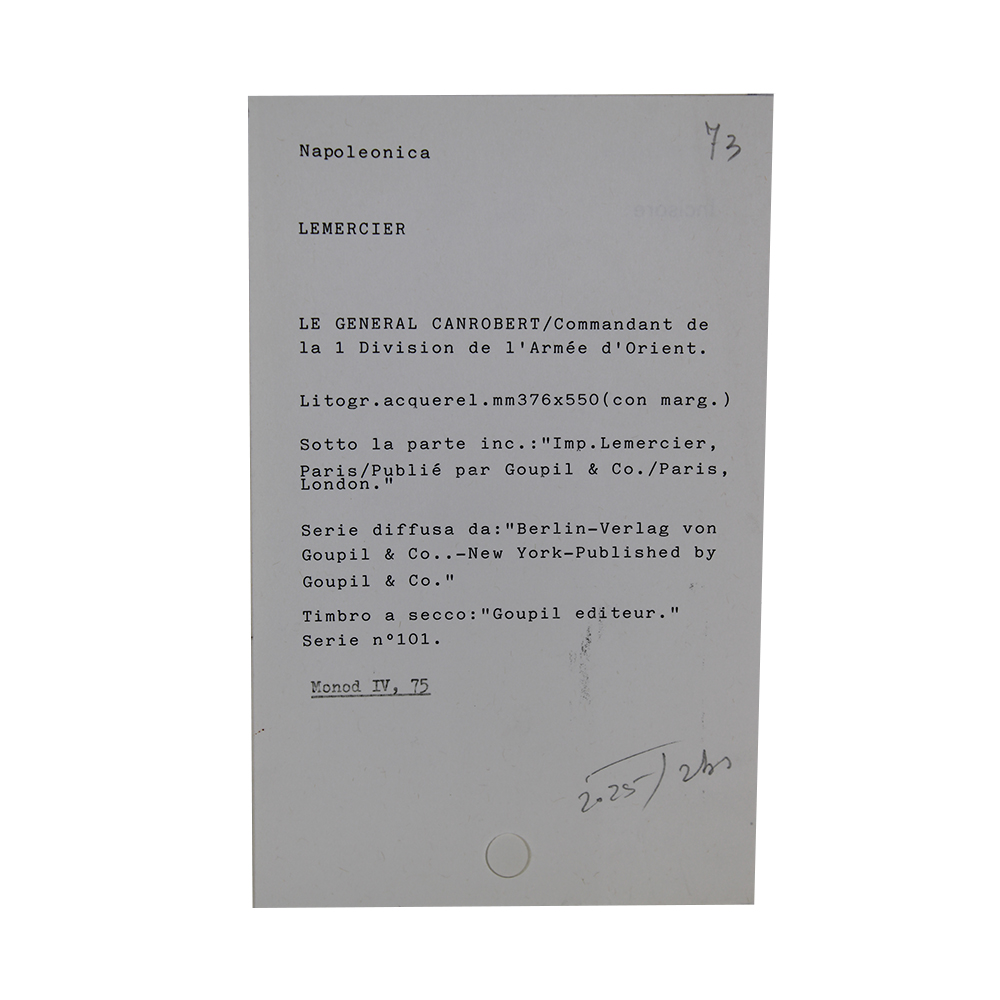 Napoleonica
73
LEMERCIER
LE GENERAL CANROBERT/Commandant de
la 1 Division de l'Armée d'Orient.
Litogr.acquerel.mm376x550(con marg.)
Sotto la parte inc.:"Imp.Lemercier,
Paris/Publié par Goupil & Co./Paris,
London."
Serie diffusa da:"Berlin-Verlag von
Goupil & Co..-New York-Published by
Goupil & Co."
Timbro a secco:"Goupil editeur."
Serie n°101.
Monod IV, 75
2.25